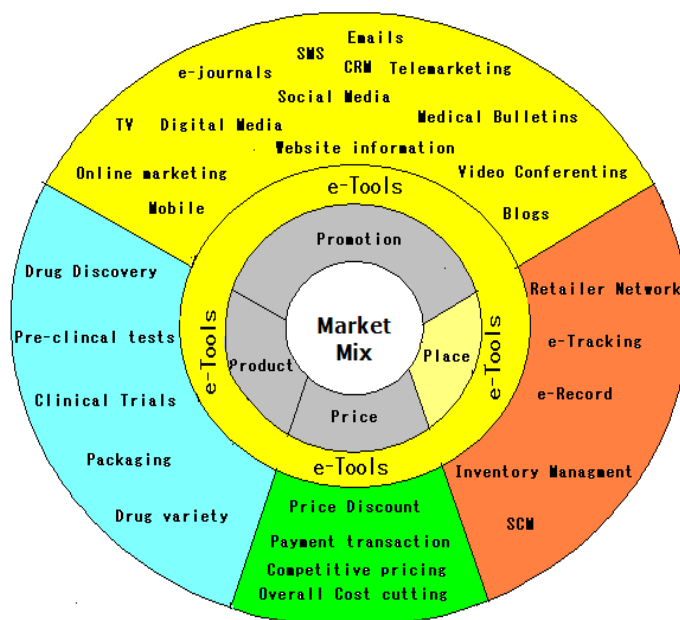 Emails
SMS
CRM
Telemarketing
e-journals
Social Media
Medical Bulletins
TV
Digital Media
Website information
Online marketing
Video Conferenting
Mobile
Blogs
e-Tools
Promotion
Drug Discovery
Pre-clincal tests
Clinical Trials
Packaging
Drug variety
e-Tools
Product
Market
Mix
Place
e-Tools
Price
e-Tools
Retailer Network
e-Tracking
e-Record
Inventory Managment
SCM
Price Discount
Payment transaction
Competitive pricing
Overall Cost cutting